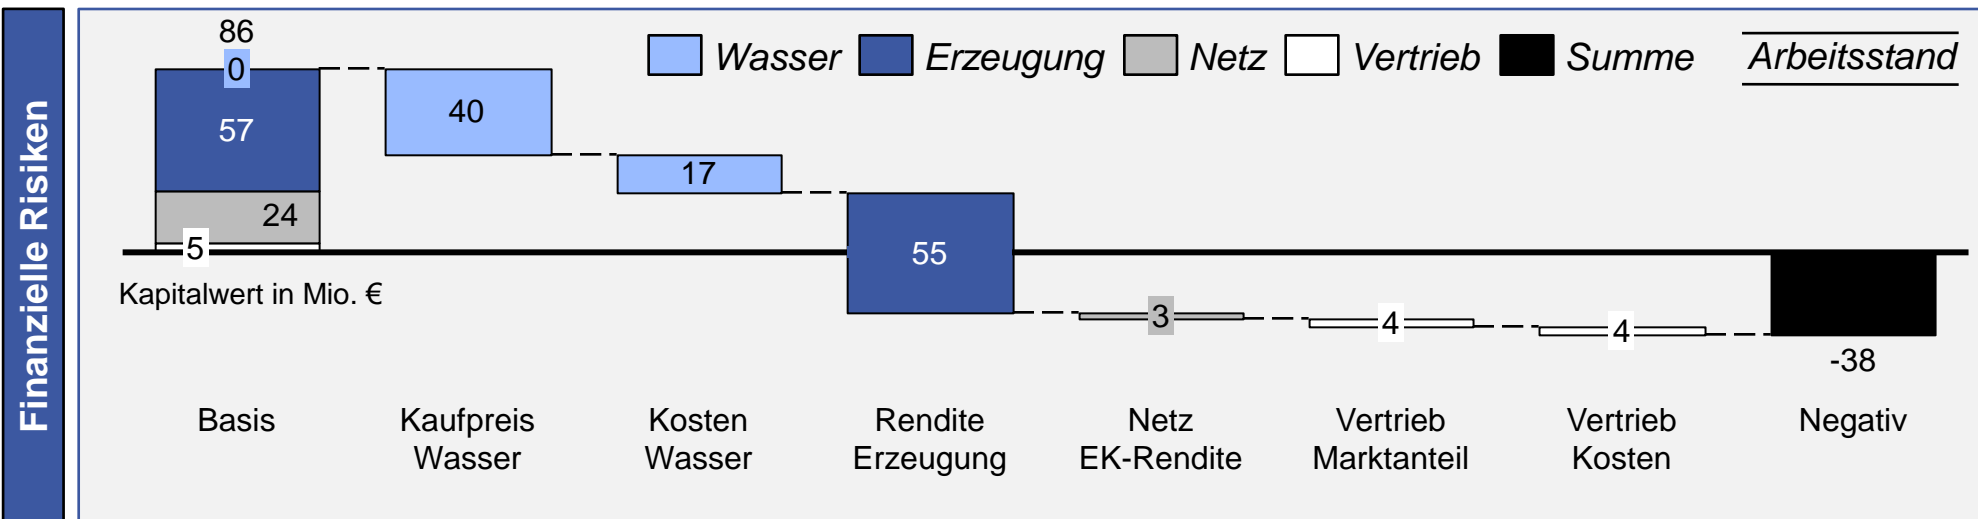 Finanzielle Risiken
86
Wasser
Erzeugung
Netz
Vertrieb
Summe
Arbeitsstand
0
57
24
5
40
17
55
3
4
4
-38
Kapitalwert in Mio. €
Basis
Kaufpreis
Wasser
Kosten
Wasser
Rendite
Erzeugung
Netz
EK-Rendite
Vertrieb
Marktanteil
Vertrieb
Kosten
Negativ